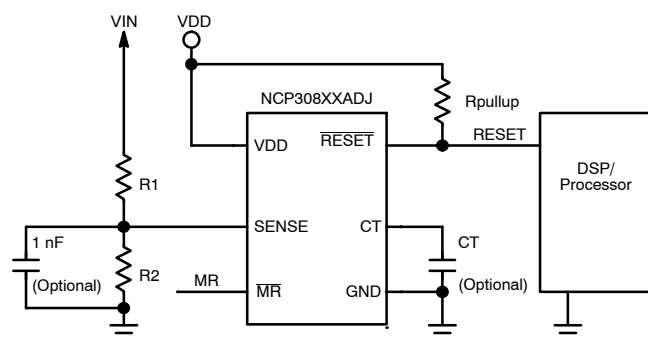 VIN
VDD
NCP308XXADJ
Rpullup
VDD
RESET
RESET
DSP/
Processor
R1
SENSE
CT
CT
1 nF
(Optional)
R2
MR
MR
GND
(Optional)